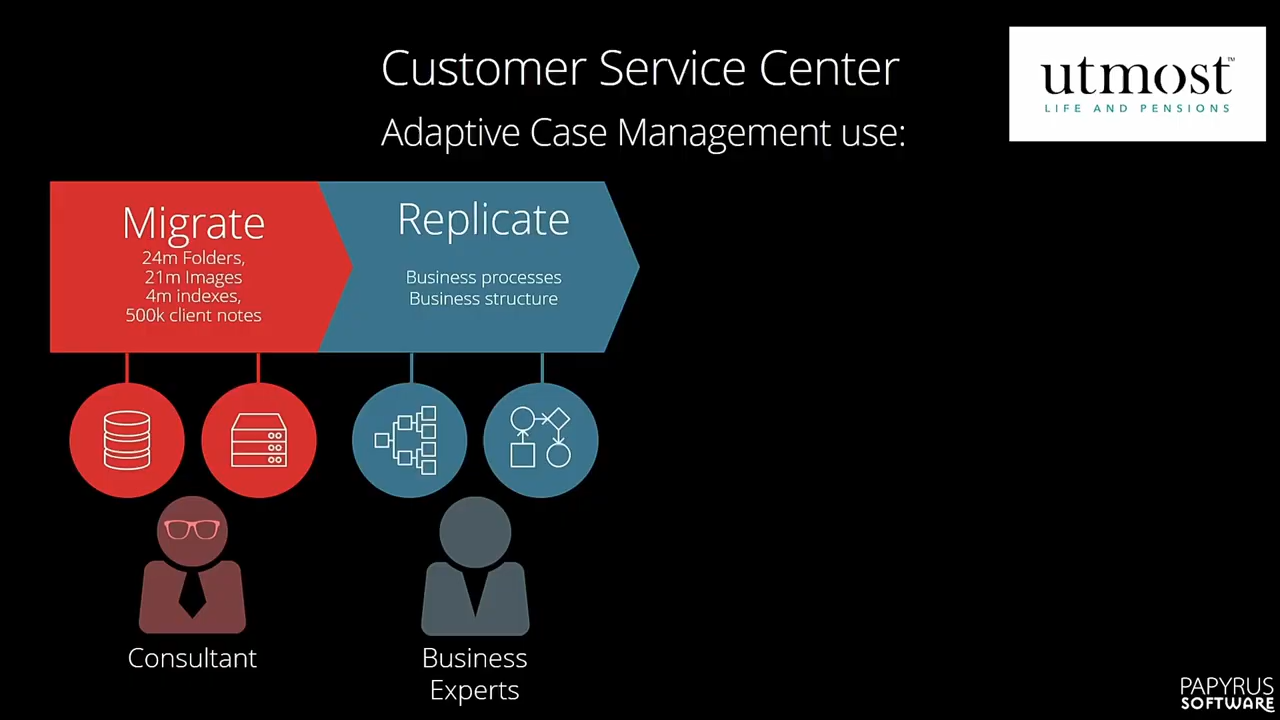 Customer Service Center
Adaptive Case Management use:
utmost™
LIFE AND PENSIONS
Migrate
24m Folders,
21m Images
4m indexes,
500k client notes
Replicate
Business processes
Business structure
Consultant
Business
Experts
PAPYRUS
SOFTWARE